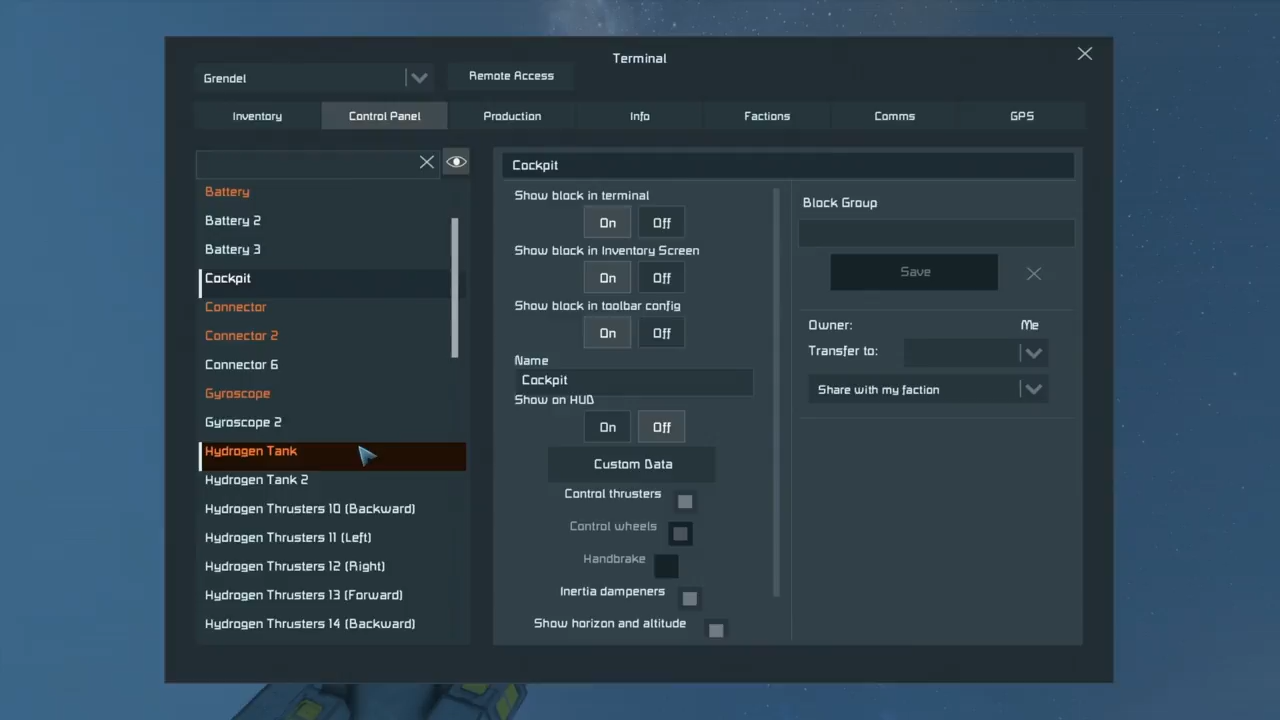 Terminal
Grendel
Remote Access
Inventory
Control Panel
Production
Info
Factions
Comms
GPS
Battery
Battery 2
Battery 3
Cockpit
Connector
Connector 2
Connector 6
Gyroscope
Gyroscope 2
Hydrogen Tank
Hydrogen Tank 2
Hydrogen Thrusters 10 (Backward)
Hydrogen Thrusters 11 (Left)
Hydrogen Thrusters 12 (Right)
Hydrogen Thrusters 13 (Forward)
Hydrogen Thrusters 14 (Backward)
Cockpit
Show block in terminal
On Off
Show block in Inventory Screen
On Off
Show block in toolbar config
On Off
Name
Cockpit
Show on HUD
On Off
Custom Data
Control thrusters
Control wheels
Handbrake
Inertia dampeners
Show horizon and altitude
Block Group
Save
Owner: Me
Transfer to:
Share with my faction